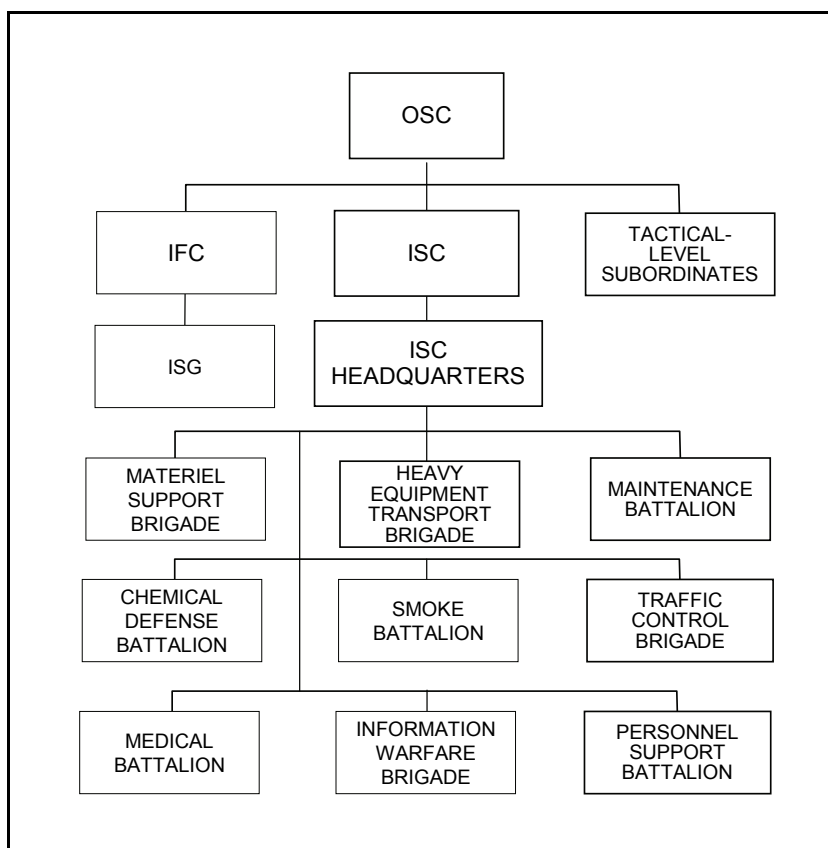 OSC
IFC
ISC
TACTICAL-
LEVEL
SUBORDINATES
ISG
ISC
HEADQUARTERS
MATERIEL
SUPPORT
BRIGADE
HEAVY
EQUIPMENT
TRANSPORT
BRIGADE
MAINTENANCE
BATTALION
CHEMICAL
DEFENSE
BATTALION
SMOKE
BATTALION
TRAFFIC
CONTROL
BRIGADE
MEDICAL
BATTALION
INFORMATION
WARFARE
BRIGADE
PERSONNEL
SUPPORT
BATTALION